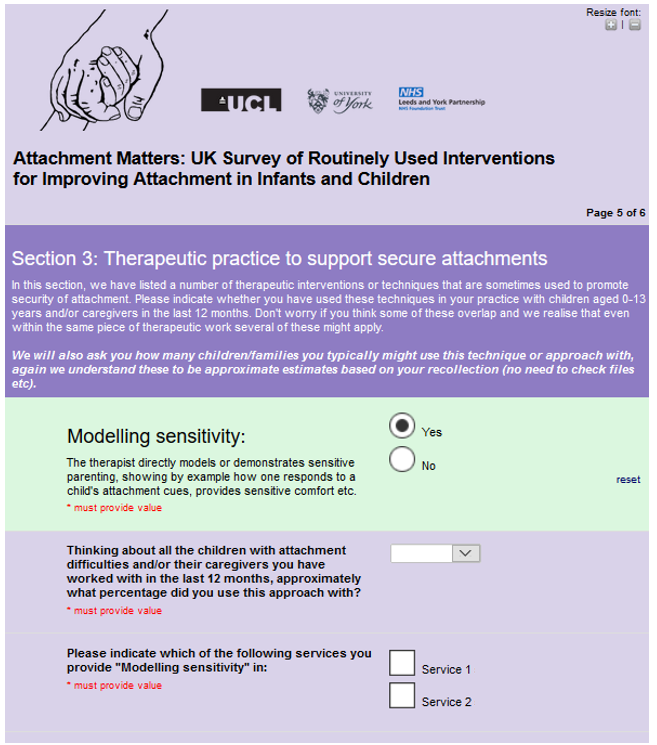 Resize font:
+ | -
UCL
UNIVERSITY
of York
NHS
Leeds and York Partnership
NHS Foundation Trust
Attachment Matters: UK Survey of Routinely Used Interventions
for Improving Attachment in Infants and Children
Page 5 of 6
Section 3: Therapeutic practice to support secure attachments
In this section, we have listed a number of therapeutic interventions or techniques that are sometimes used to promote
security of attachment. Please indicate whether you have used these techniques in your practice with children aged 0-13
years and/or caregivers in the last 12 months. Don't worry if you think some of these overlap and we realise that even
within the same piece of therapeutic work several of these might apply.
We will also ask you how many children/families you typically might use this technique or approach with,
again we understand these to be approximate estimates based on your recollection (no need to check files
etc).
Modelling sensitivity:
The therapist directly models or demonstrates sensitive
parenting, showing by example how one responds to a
child's attachment cues, provides sensitive comfort etc.
* must provide value
Yes
No
reset
Thinking about all the children with attachment
difficulties and/or their caregivers you have
worked with in the last 12 months, approximately
what percentage did you use this approach with?
* must provide value
Please indicate which of the following services you
provide "Modelling sensitivity" in:
* must provide value
Service 1
Service 2